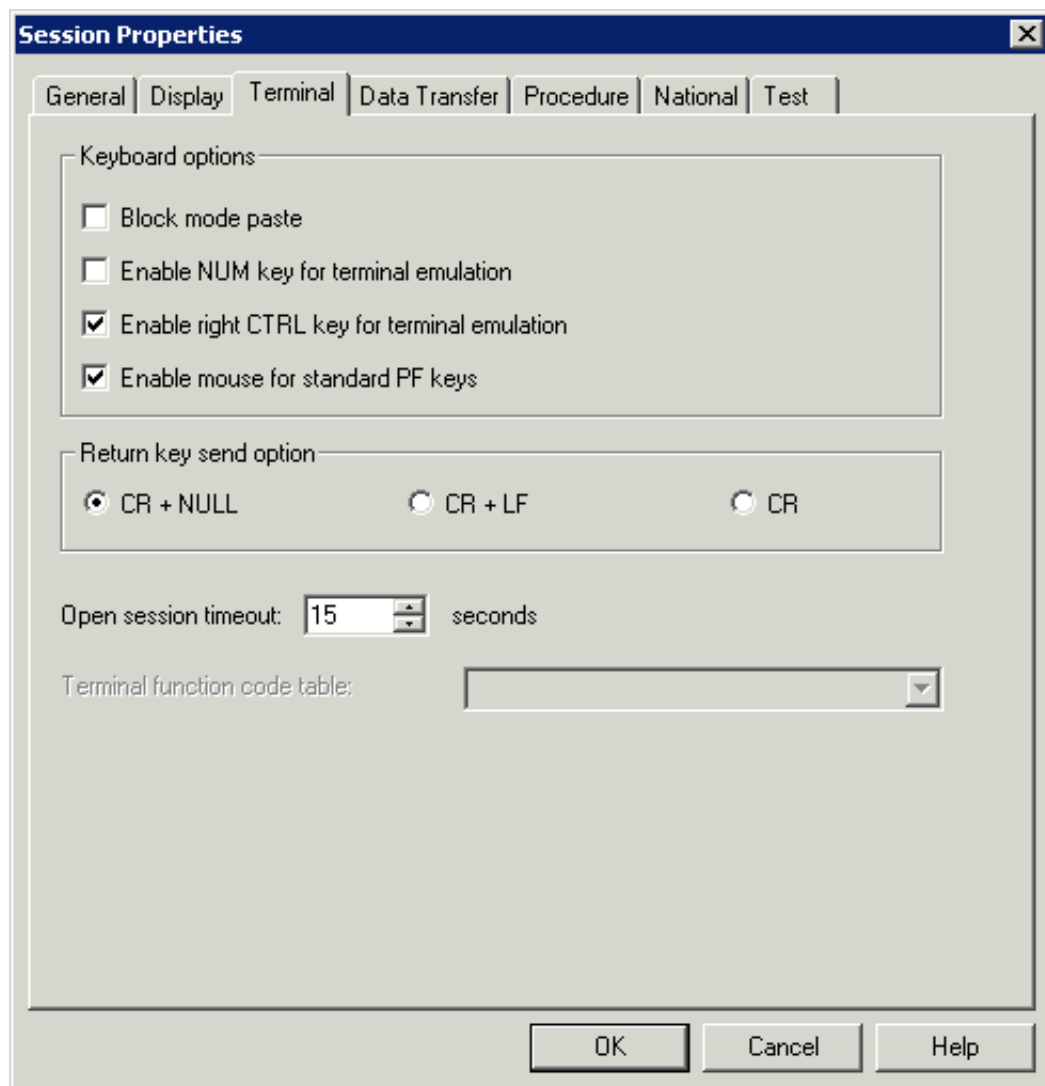 Session Properties
General Display Terminal Data Transfer Procedure National Test
Keyboard options
Block mode paste
Enable NUM key for terminal emulation
Enable right CTRL key for terminal emulation
Enable mouse for standard PF keys
Return key send option
CR + NULL CR + LF CR
Open session timeout: 15 seconds
Terminal function code table:
OK Cancel Help